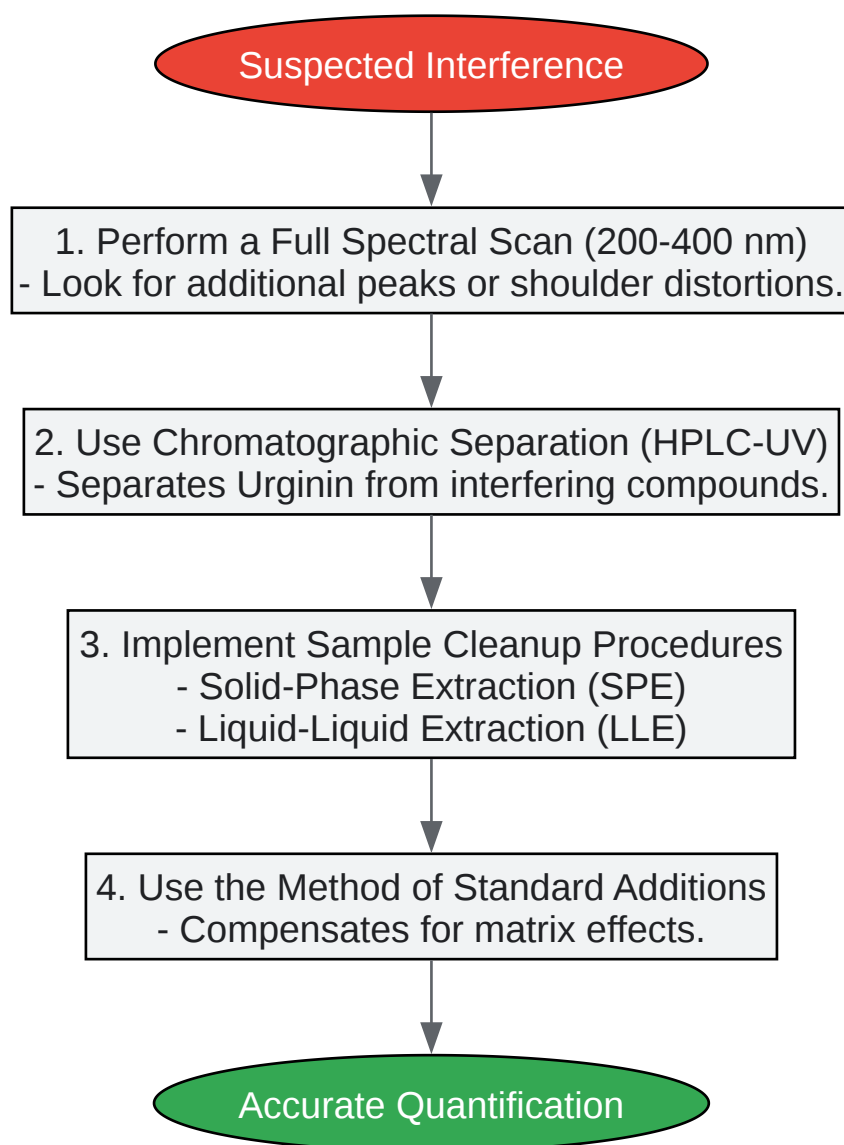 Suspected Interference
1. Perform a Full Spectral Scan (200-400 nm)
- Look for additional peaks or shoulder distortions.
2. Use Chromatographic Separation (HPLC-UV)
- Separates Urginin from interfering compounds.
3. Implement Sample Cleanup Procedures
- Solid-Phase Extraction (SPE)
- Liquid-Liquid Extraction (LLE)
4. Use the Method of Standard Additions
- Compensates for matrix effects.
Accurate Quantification